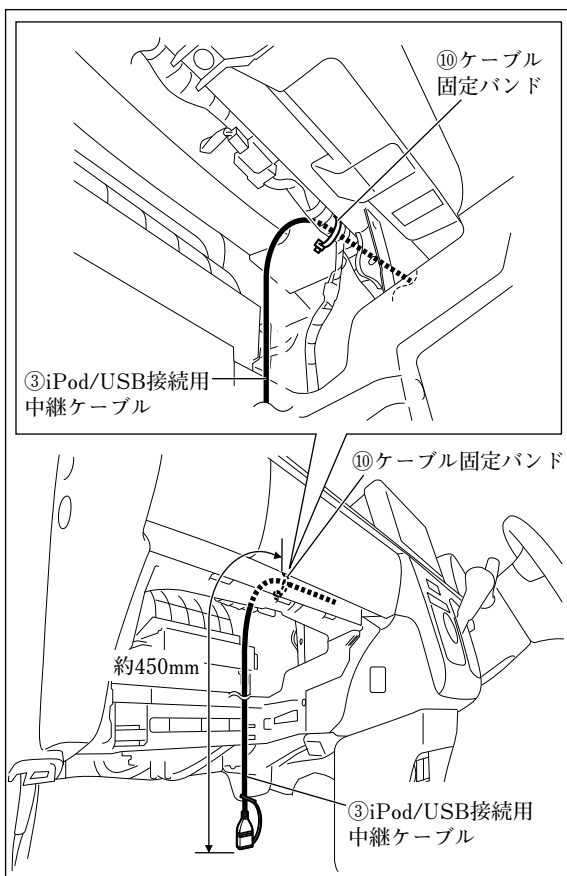 ⑩ケーブル
固定バンド
③iPod/USB接続用
中継ケーブル
⑩ケーブル固定バンド
約450mm
③iPod/USB接続用
中継ケーブル